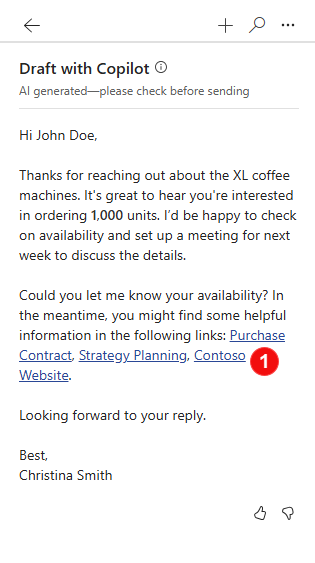 Draft with Copilot
AI generated—please check before sending
Hi John Doe,
Thanks for reaching out about the XL coffee
machines. It's great to hear you're interested
in ordering 1,000 units. I’d be happy to check
on availability and set up a meeting for next
week to discuss the details.
Could you let me know your availability? In
the meantime, you might find some helpful
information in the following links: Purchase
Contract, Strategy Planning, Contoso 1
Website.
Looking forward to your reply.
Best,
Christina Smith